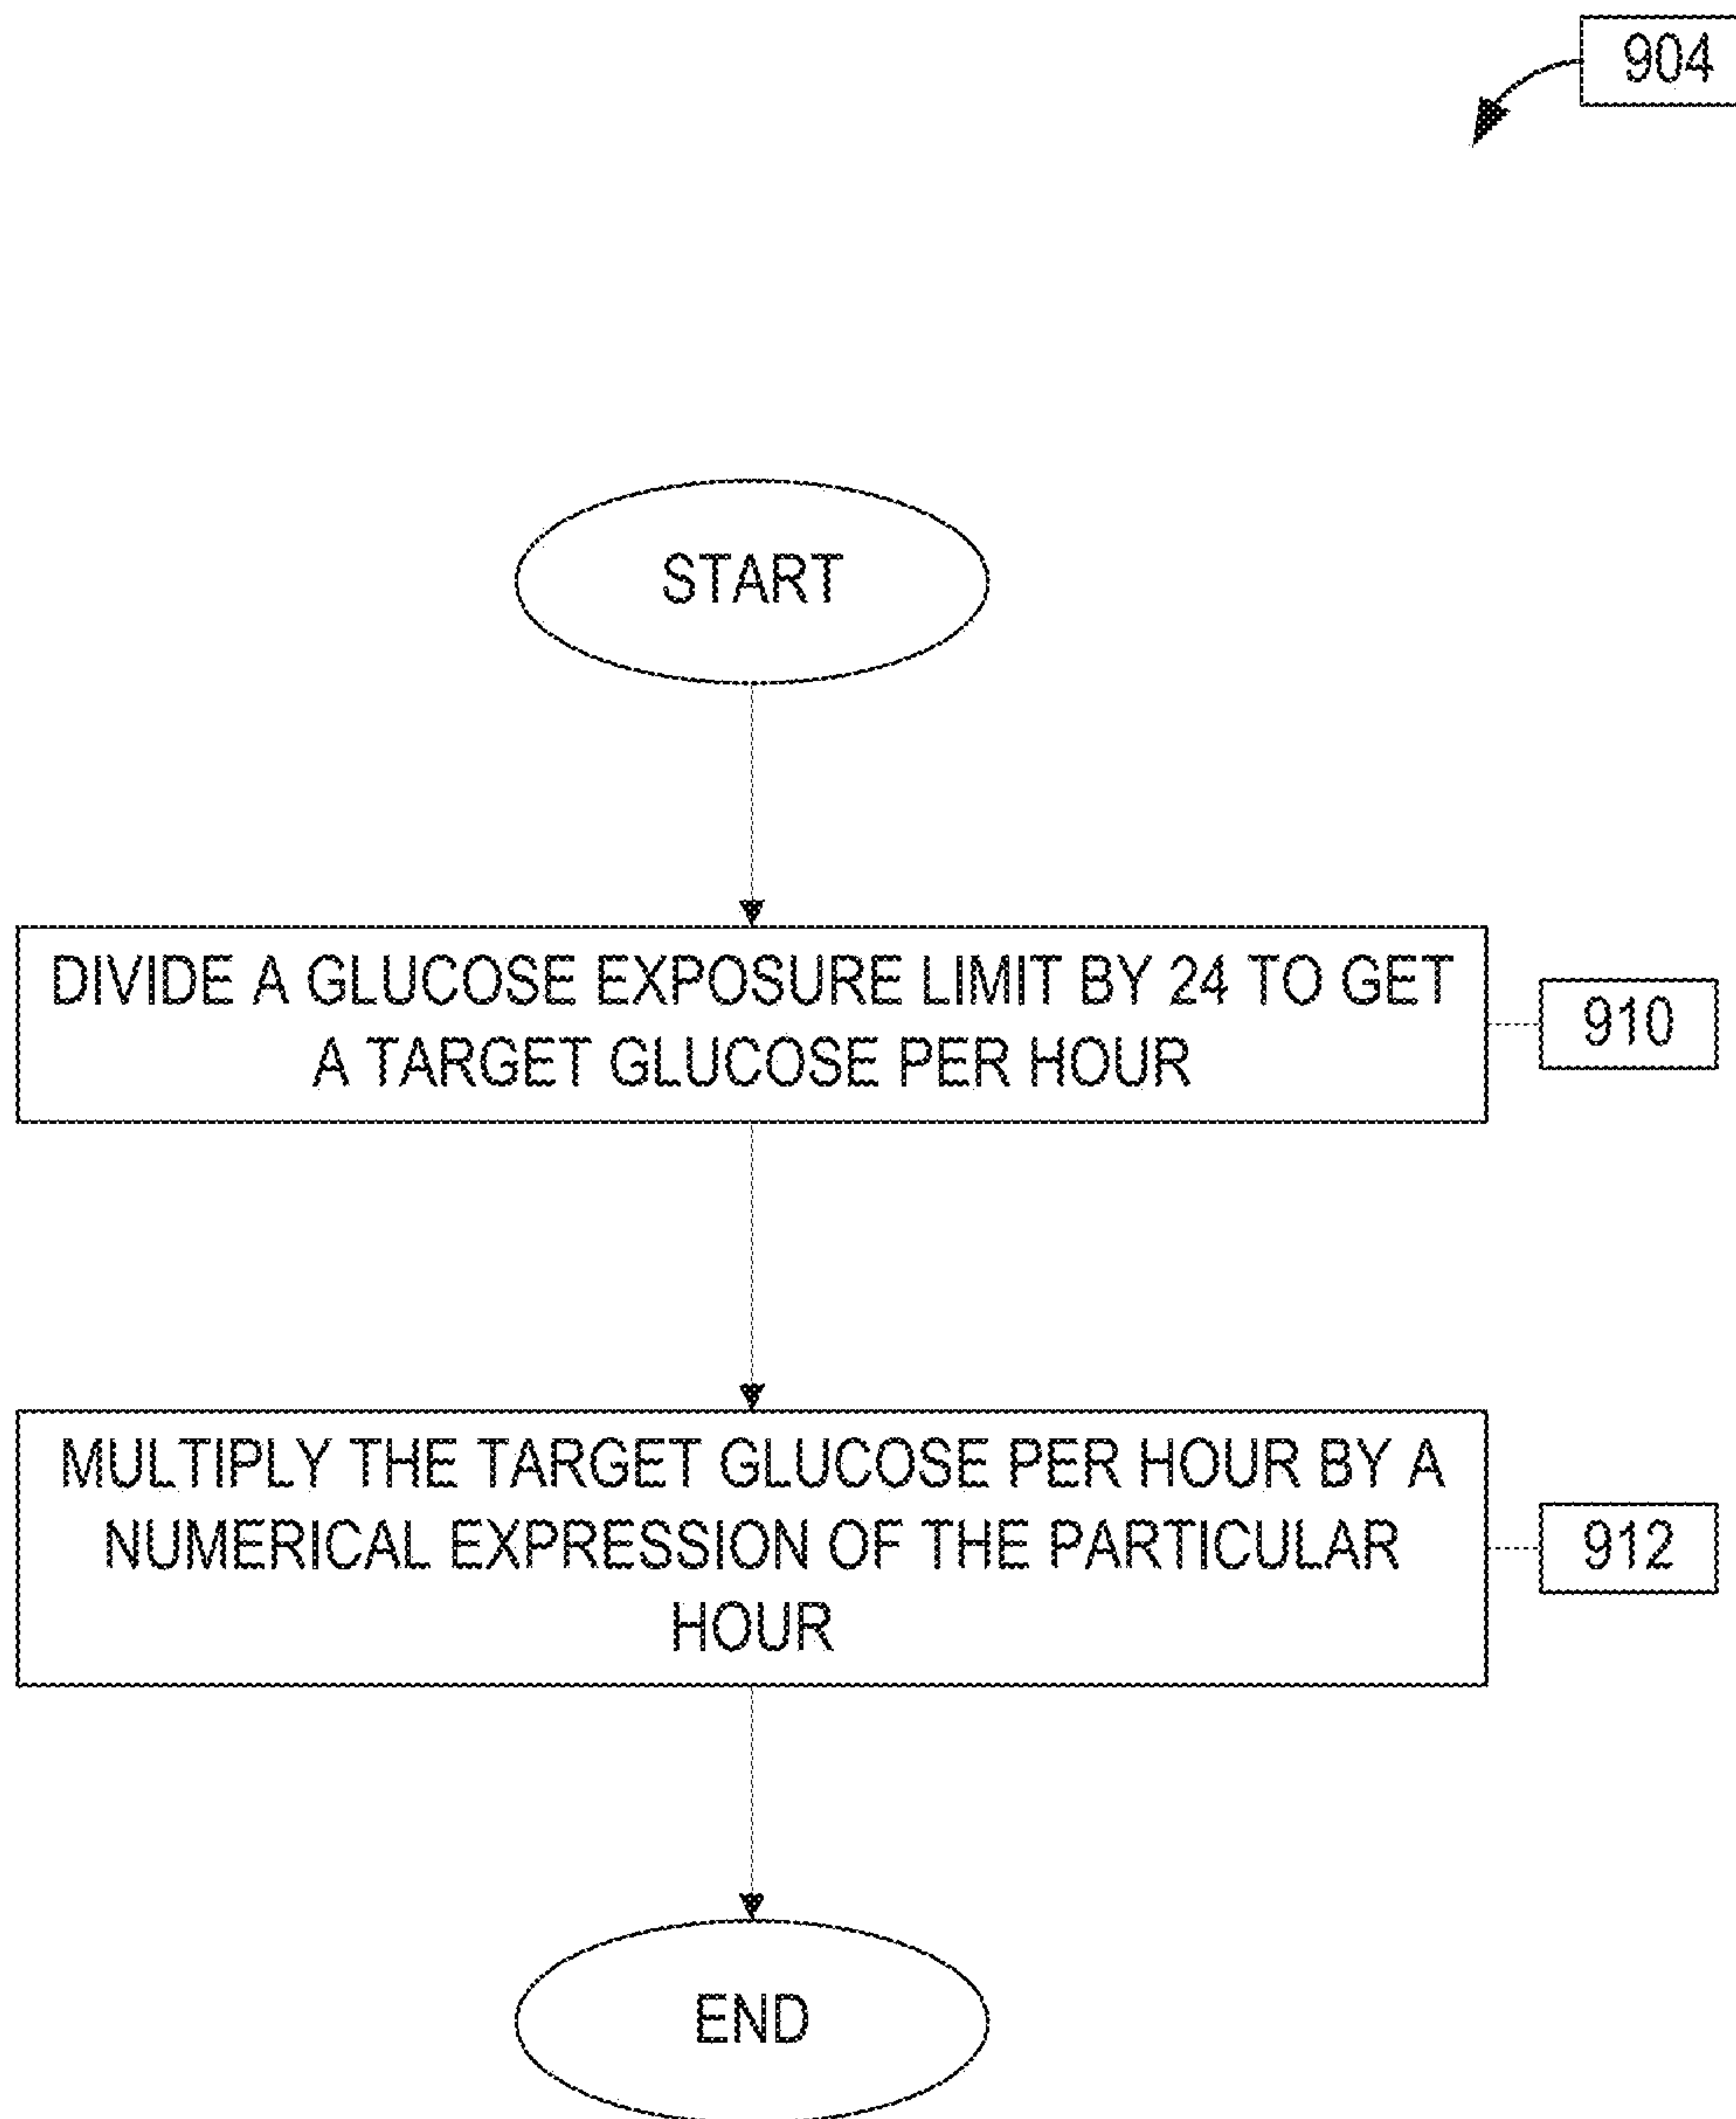 904
START
DIVIDE A GLUCOSE EXPOSURE LIMIT BY 24 TO GET
A TARGET GLUCOSE PER HOUR
910
MULTIPLY THE TARGET GLUCOSE PER HOUR BY A
NUMERICAL EXPRESSION OF THE PARTICULAR
HOUR
912
END